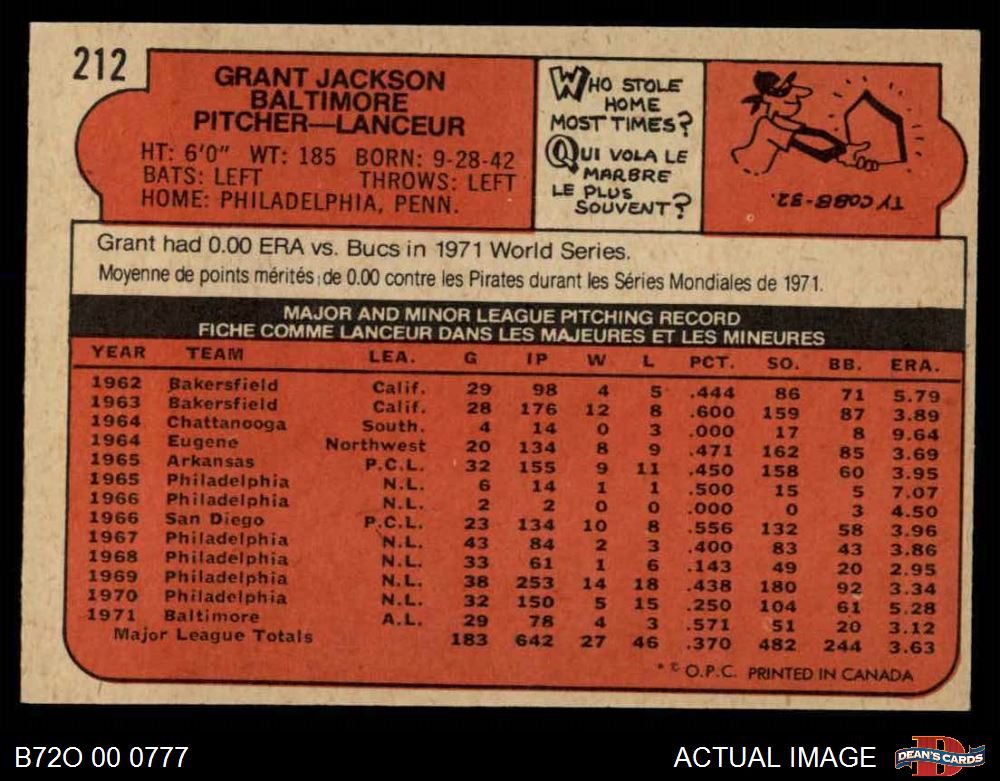 212
GRANT JACKSON
BALTIMORE
PITCHER—LANCEUR
HT: 6'0" WT: 185 BORN: 9-28-42
BATS: LEFT THROWS: LEFT
HOME: PHILADELPHIA, PENN.
WHO STOLE
HOME
MOST TIMES?
QUI VOLA LE
MARBRE
LE PLUS
SOUVENT?
TY COBB-32.
Grant had 0.00 ERA vs. Bucs in 1971 World Series.
Moyenne de points mérités de 0.00 contre les Pirates durant les Séries Mondiales de 1971.
MAJOR AND MINOR LEAGUE PITCHING RECORD
FICHE COMME LANCEUR DANS LES MAJEURES ET LES MINEURES
YEAR TEAM LEA. G IP W L PCT. SO. BB. ERA.
1962 Bakersfield Calif. 29 98 4 5 .444 86 71 5.79
1963 Bakersfield Calif. 28 176 12 8 .600 159 87 3.89
1964 Chattanooga South. 4 14 0 3 .000 17 8 9.64
1964 Eugene Northwest 20 134 8 9 .471 162 85 3.69
1965 Arkansas P.C.L. 32 155 9 11 .450 158 60 3.95
1965 Philadelphia N.L. 6 14 1 1 .500 15 5 7.07
1966 Philadelphia N.L. 2 2 0 0 .000 0 3 4.50
1966 San Diego P.C.L. 23 134 10 8 .556 132 58 3.96
1967 Philadelphia N.L. 43 84 2 3 .400 83 43 3.86
1968 Philadelphia N.L. 33 61 1 6 .143 49 20 2.95
1969 Philadelphia N.L. 38 253 14 18 .438 180 92 3.34
1970 Philadelphia N.L. 32 150 5 15 .250 104 61 5.28
1971 Baltimore A.L. 29 78 4 3 .571 51 20 3.12
Major League Totals 183 642 27 46 .370 482 244 3.63
* © O.P.C. PRINTED IN CANADA
B72O 00 0777
ACTUAL IMAGE
D
DEAN'S CARDS